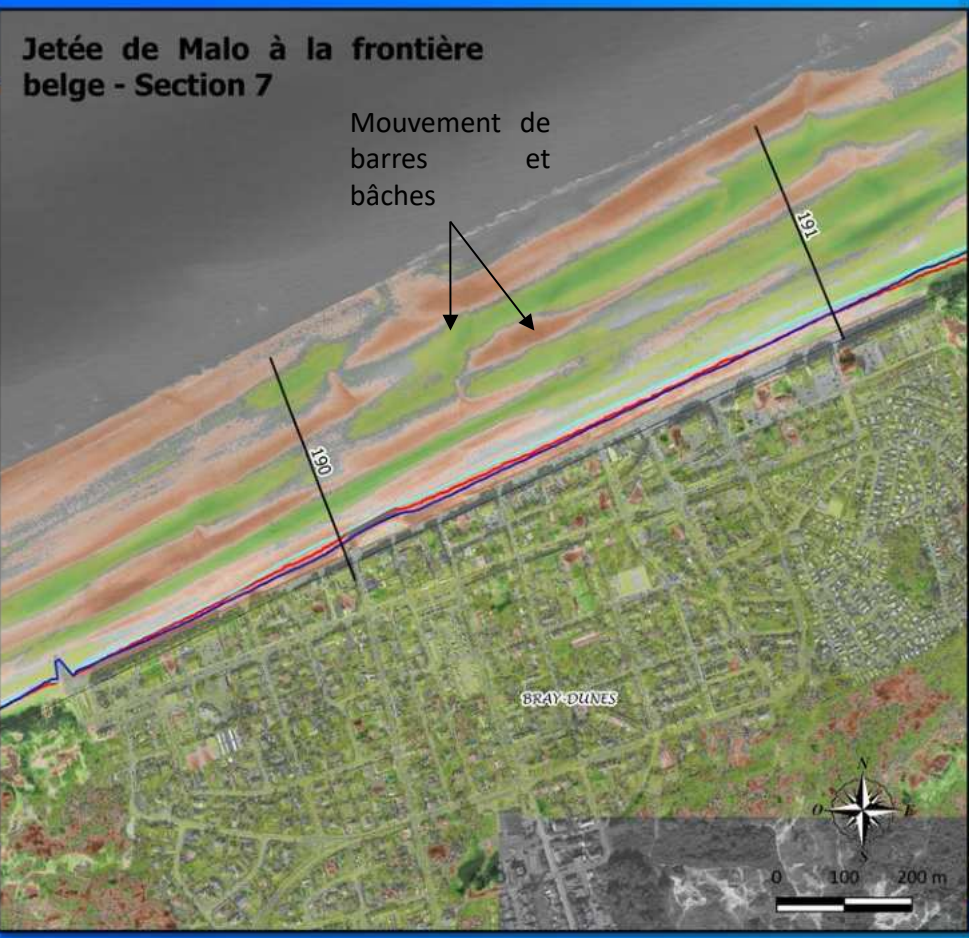 Jetée de Malo à la frontière
belge - Section 7
Mouvement de
barres et
bâches
191
190
BRAY-DUNES
N
O E
S
0 100 200 m